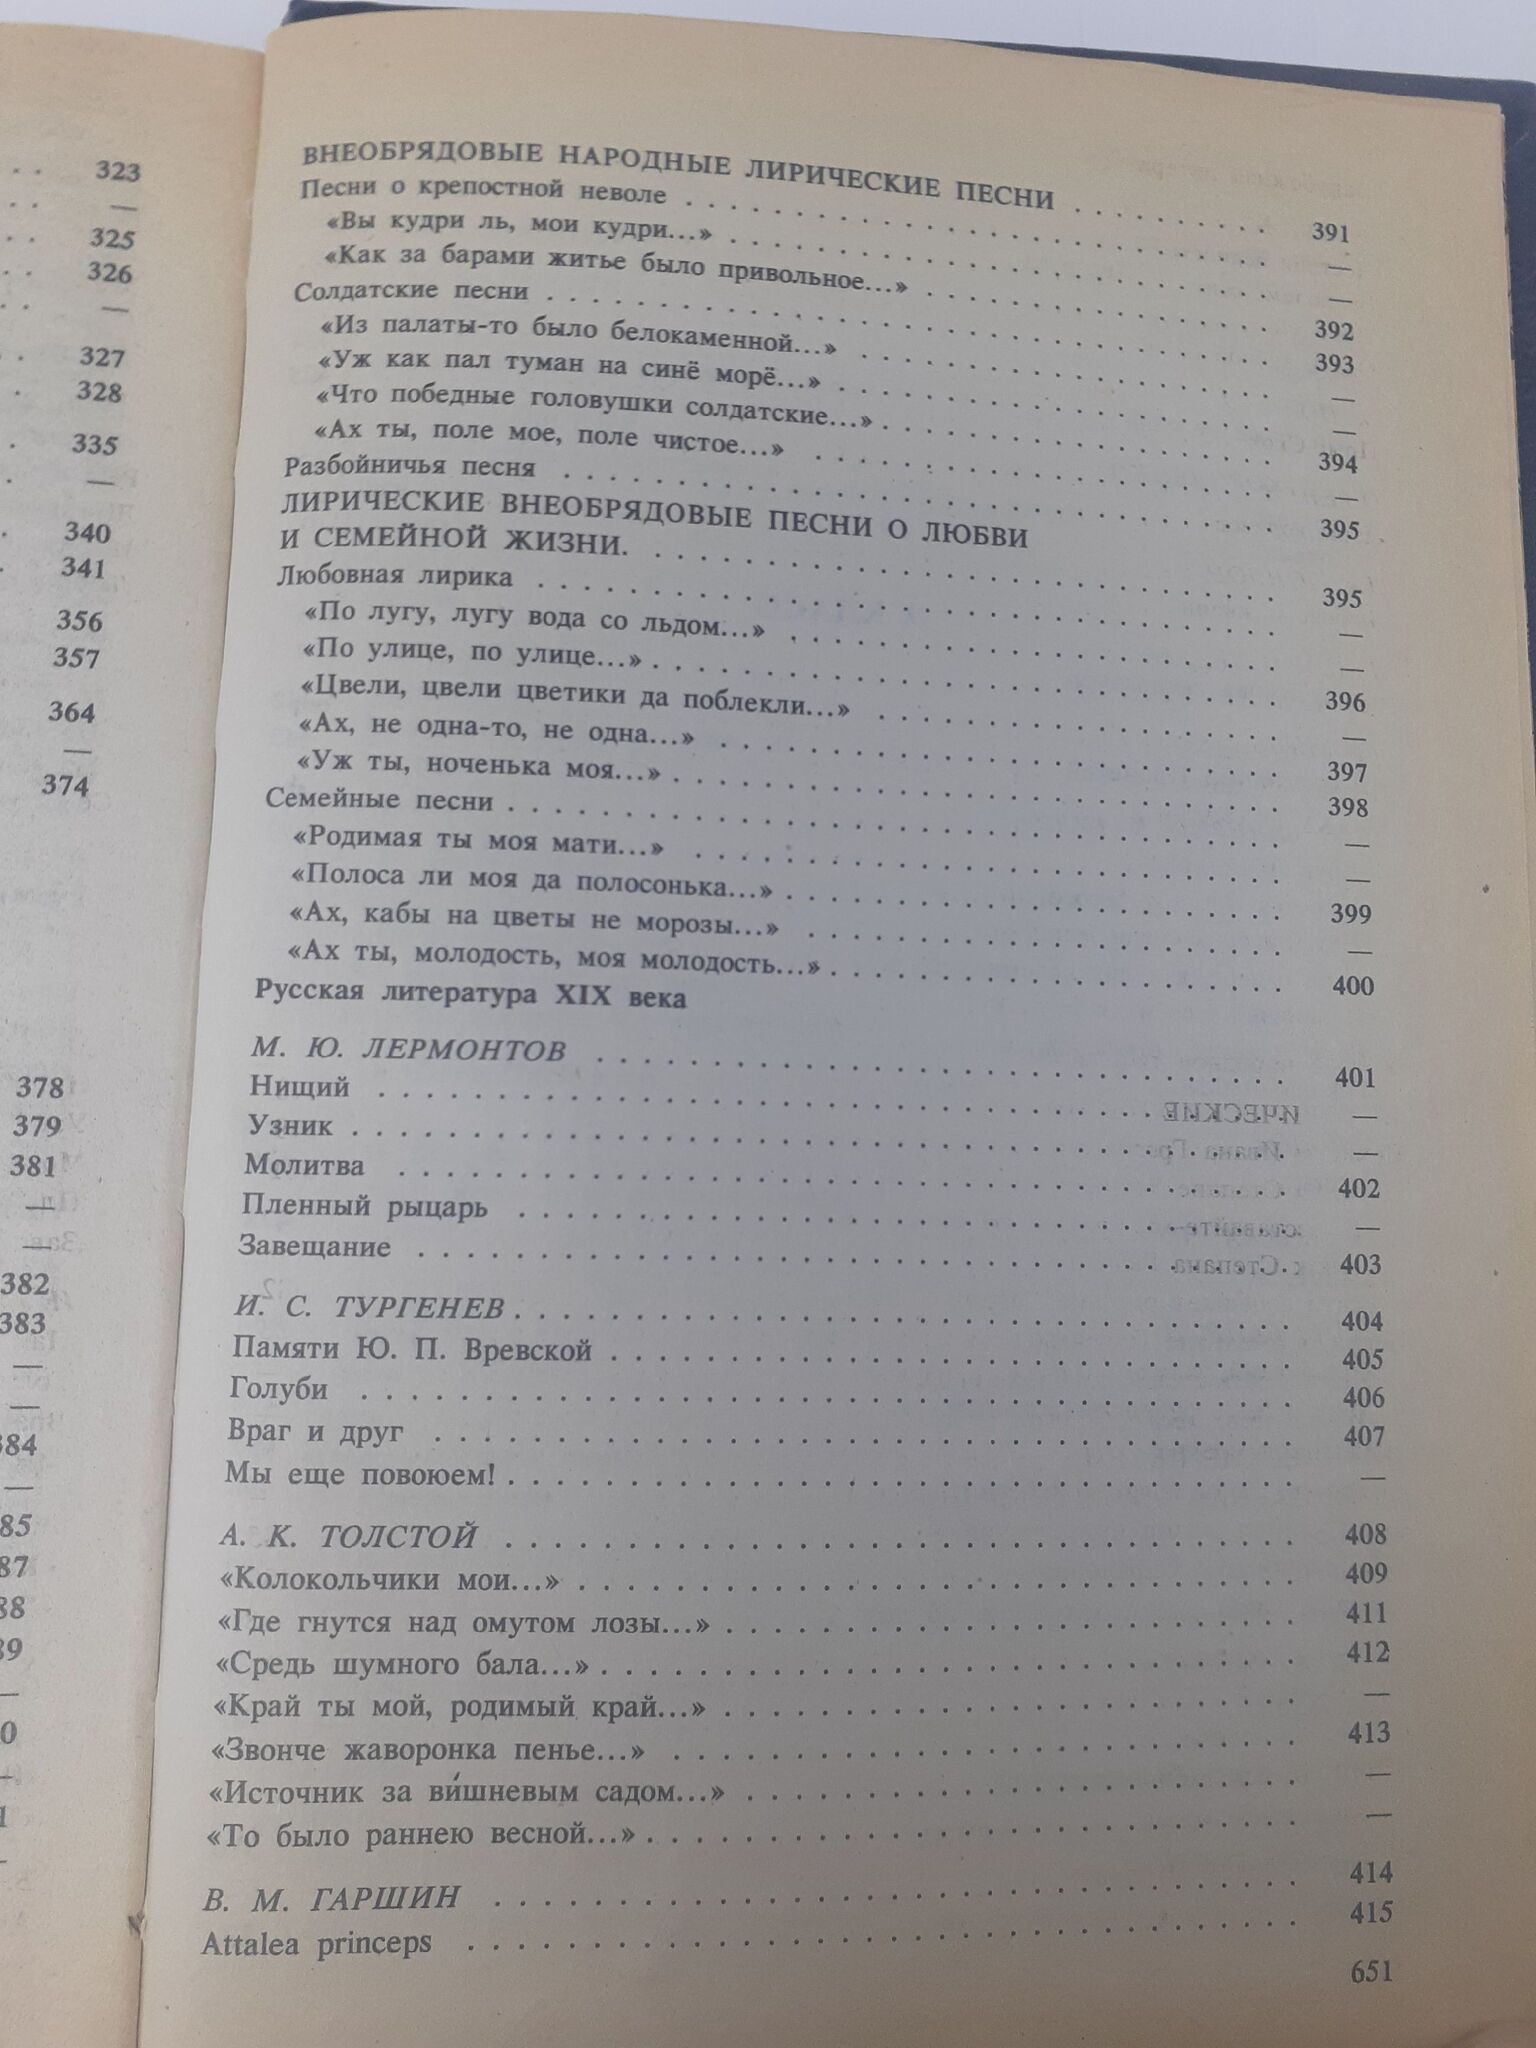 323
—
325
326
—
327
328
335
—
340
341
356
357
364
—
374
378
379
381
—
—
382
383
—
—
384
—
85
87
88
89
—
0
—
1
—
ВНЕОБРЯДОВЫЕ НАРОДНЫЕ ЛИРИЧЕСКИЕ ПЕСНИ . . . . . . . . 391
Песни о крепостной неволе . . . . . . . . —
«Вы кудри ль, мои кудри...» . . . . . . . . —
«Как за барами житье было привольное...» . . . . . . . . 392
Солдатские песни . . . . . . . . 393
«Из палаты-то было белокаменной...» . . . . . . . . —
«Уж как пал туман на синё морё...» . . . . . . . . —
«Что победные головушки солдатские...» . . . . . . . . 394
«Ах ты, поле мое, поле чистое...» . . . . . . . . —
Разбойничья песня . . . . . . . . 395
ЛИРИЧЕСКИЕ ВНЕОБРЯДОВЫЕ ПЕСНИ О ЛЮБВИ
И СЕМЕЙНОЙ ЖИЗНИ. . . . . . . . . 395
Любовная лирика . . . . . . . . —
«По лугу, лугу вода со льдом...» . . . . . . . . —
«По улице, по улице...» . . . . . . . . 396
«Цвели, цвели цветики да поблекли...» . . . . . . . . —
«Ах, не одна-то, не одна...» . . . . . . . . 397
«Уж ты, ноченька моя...» . . . . . . . . 398
Семейные песни . . . . . . . . —
«Родимая ты моя мати...» . . . . . . . . —
«Полоса ли моя да полосонька...» . . . . . . . . 399
«Ах, кабы на цветы не морозы...» . . . . . . . . —
«Ах ты, молодость, моя молодость...» . . . . . . . . 400
Русская литература XIX века
М. Ю. ЛЕРМОНТОВ . . . . . . . . 401
Нищий . . . . . . . . —
Узник . . . . . . . . —
Молитва . . . . . . . . 402
Пленный рыцарь . . . . . . . . —
Завещание . . . . . . . . 403
И. С. ТУРГЕНЕВ . . . . . . . . 404
Памяти Ю. П. Вревской . . . . . . . . 405
Голуби . . . . . . . . 406
Враг и друг . . . . . . . . 407
Мы еще повоюем! . . . . . . . . —
А. К. ТОЛСТОЙ . . . . . . . . 408
«Колокольчики мои...» . . . . . . . . 409
«Где гнутся над омутом лозы...» . . . . . . . . 411
«Средь шумного бала...» . . . . . . . . 412
«Край ты мой, родимый край...» . . . . . . . . —
«Звонче жаворонка пенье...» . . . . . . . . 413
«Источник за ви́шневым садом...» . . . . . . . . —
«То было раннею весной...» . . . . . . . . —
В. М. ГАРШИН . . . . . . . . 414
Attalea princeps . . . . . . . . 415
651